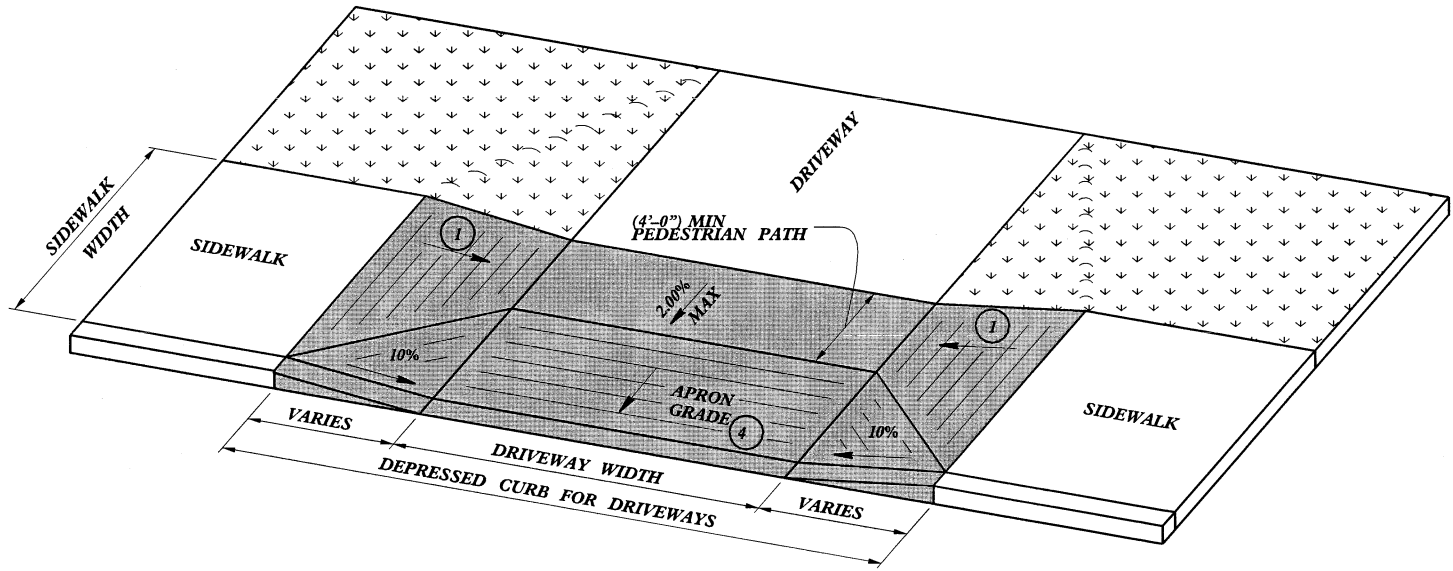 DRIVEWAY
(4'–0") MIN
PEDESTRIAN PATH
SIDEWALK
WIDTH
SIDEWALK
1
2.00%
MAX
1
10%
APRON
GRADE 4
10%
SIDEWALK
VARIES
DRIVEWAY WIDTH
VARIES
DEPRESSED CURB FOR DRIVEWAYS